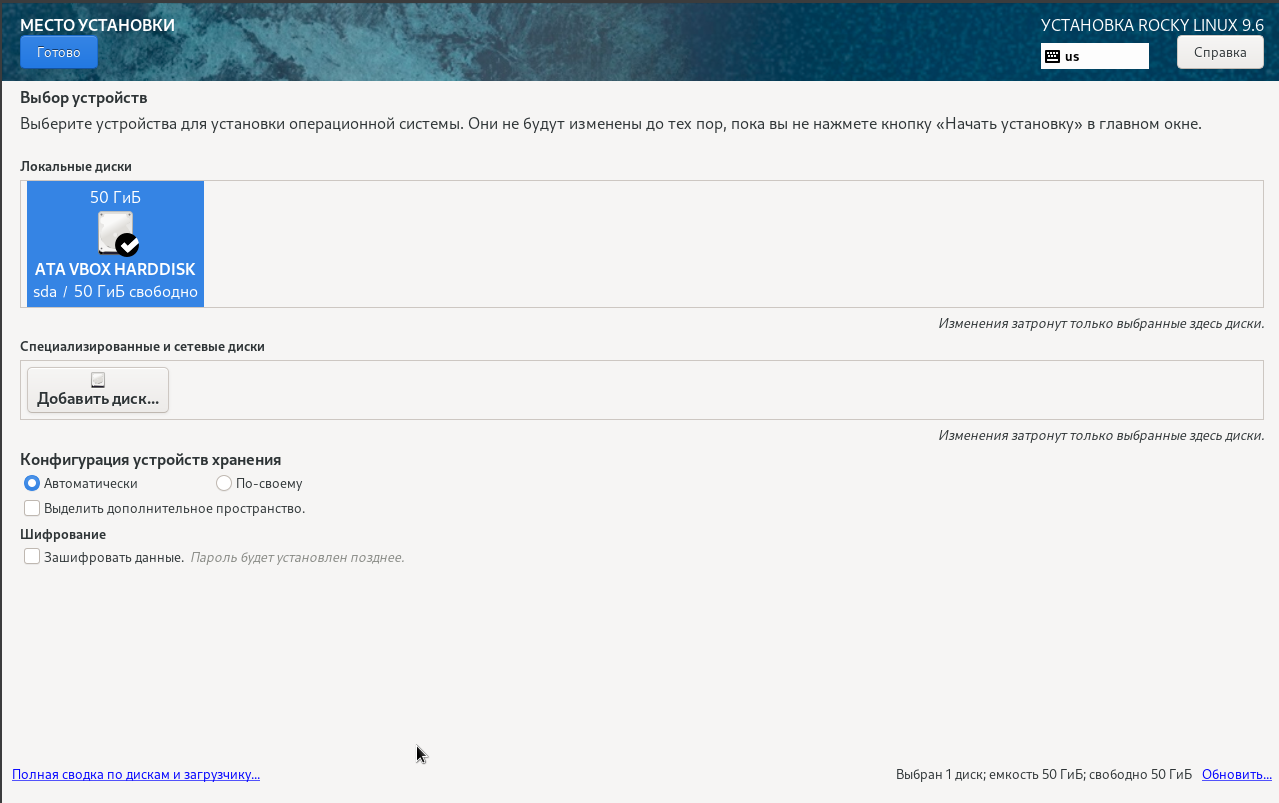 МЕСТО УСТАНОВКИ
УСТАНОВКА ROCKY LINUX 9.6
Готово
us
Справка
Выбор устройств
Выберите устройства для установки операционной системы. Они не будут изменены до тех пор, пока вы не нажмете кнопку «Начать установку» в главном окне.
Локальные диски
50 ГиБ
ATA VBOX HARDDISK
sda / 50 ГиБ свободно
Изменения затронут только выбранные здесь диски.
Специализированные и сетевые диски
Добавить диск...
Изменения затронут только выбранные здесь диски.
Конфигурация устройств хранения
Автоматически
По-своему
Выделить дополнительное пространство.
Шифрование
Зашифровать данные. Пароль будет установлен позднее.
Полная сводка по дискам и загрузчику...
Выбран 1 диск; емкость 50 ГиБ; свободно 50 ГиБ
Обновить...